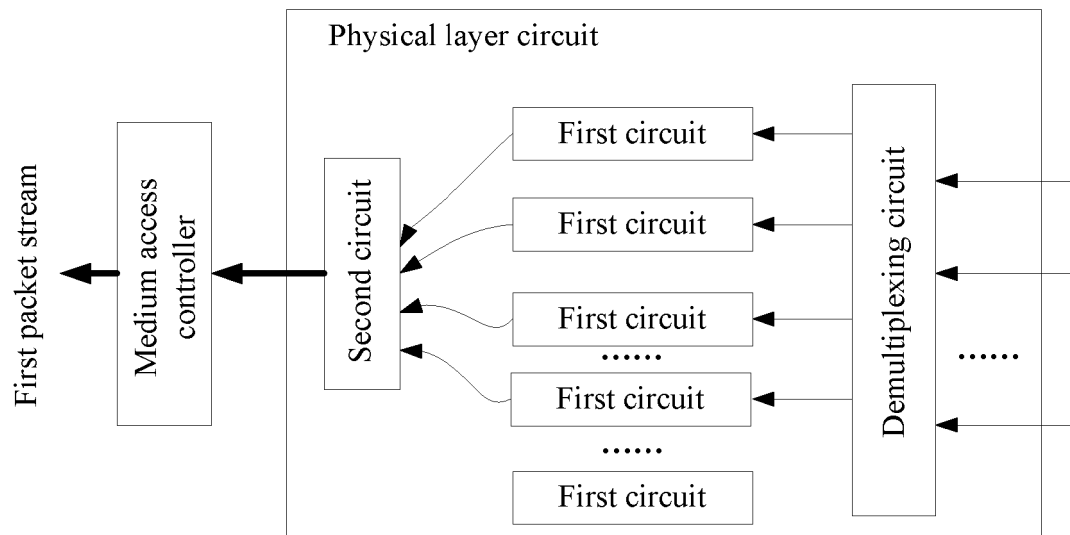 Physical layer circuit
First packet stream
Medium access
controller
Second circuit
First circuit
First circuit
First circuit
......
First circuit
......
First circuit
Demultiplexing circuit
......